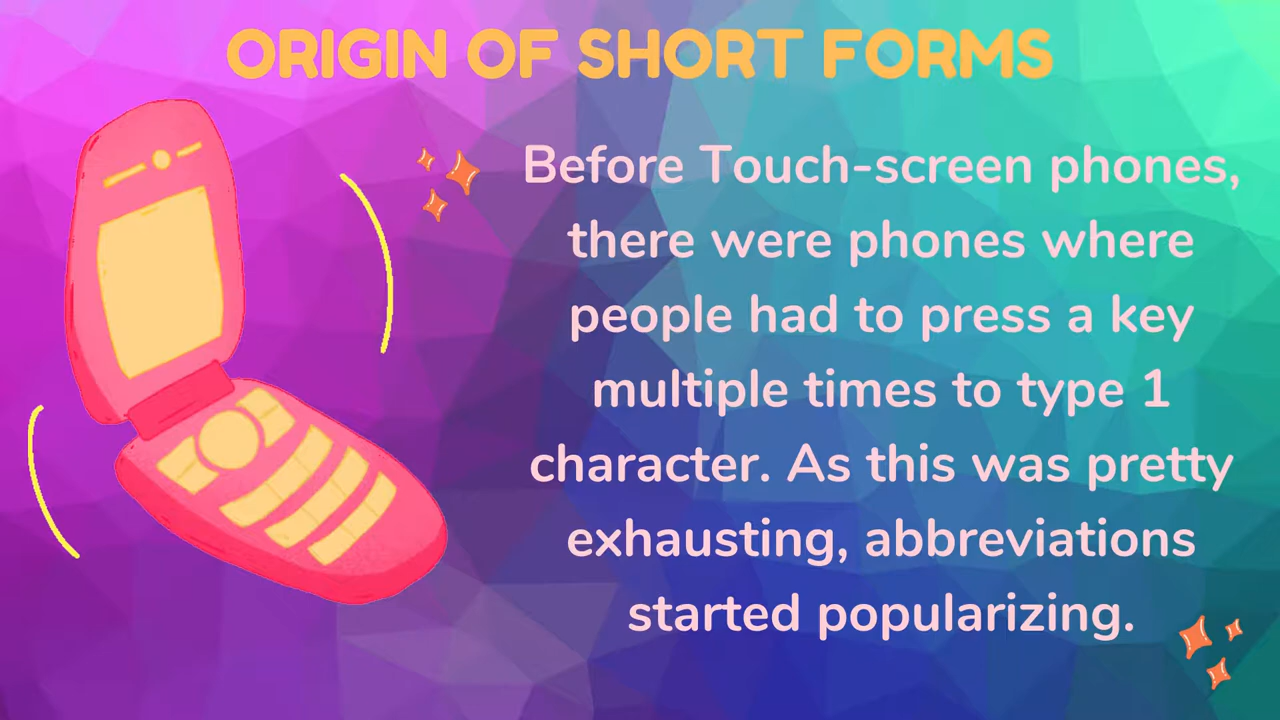 ORIGIN OF SHORT FORMS
Before Touch-screen phones,
there were phones where
people had to press a key
multiple times to type 1
character. As this was pretty
exhausting, abbreviations
started popularizing.